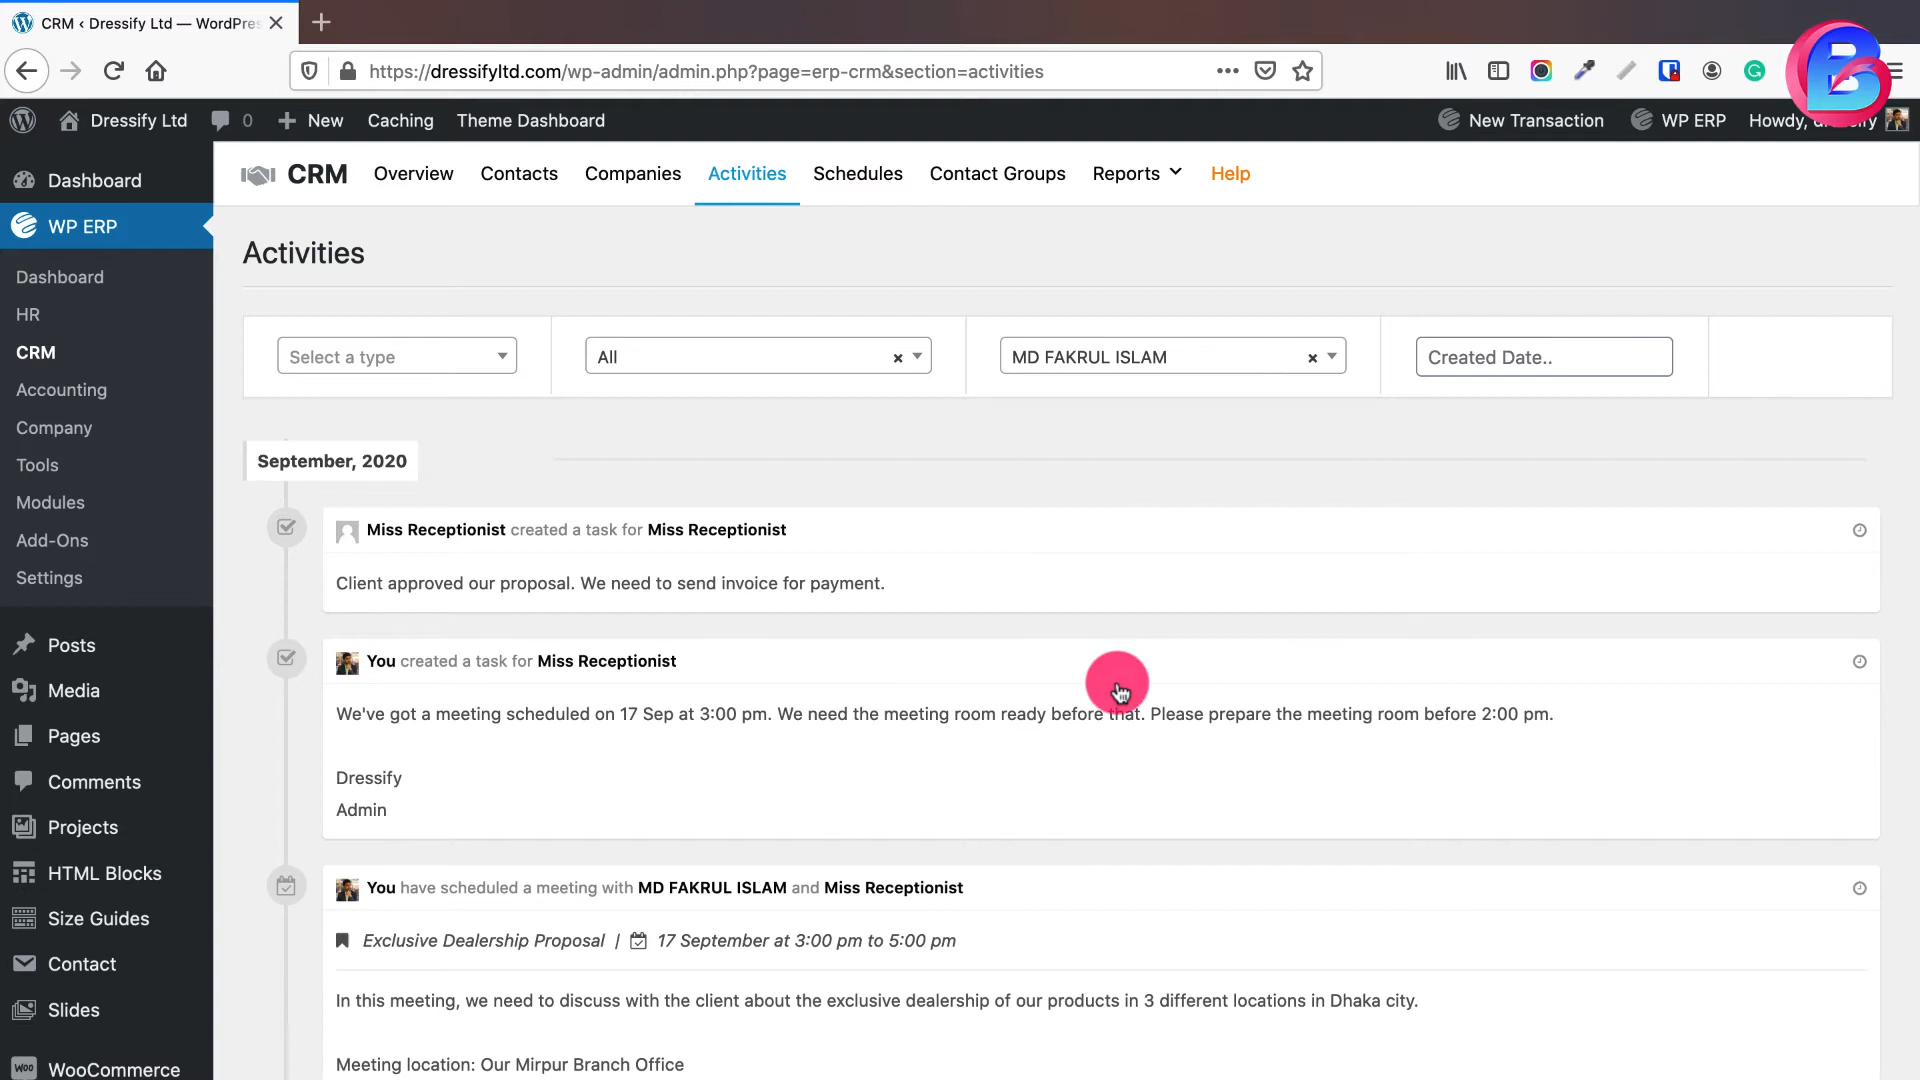 CRM ‹ Dressify Ltd — WordPre
https://dressifyltd.com/wp-admin/admin.php?page=erp-crm&section=activities
Dressify Ltd
0
New
Caching
Theme Dashboard
New Transaction
WP ERP
Howdy,
Dashboard
WP ERP
Dashboard
HR
CRM
Accounting
Company
Tools
Modules
Add-Ons
Settings
Posts
Media
Pages
Comments
Projects
HTML Blocks
Size Guides
Contact
Slides
WooCommerce
CRM
Overview
Contacts
Companies
Activities
Schedules
Contact Groups
Reports
Help
Activities
Select a type
All
MD FAKRUL ISLAM
Created Date..
September, 2020
Miss Receptionist created a task for Miss Receptionist
Client approved our proposal. We need to send invoice for payment.
You created a task for Miss Receptionist
We've got a meeting scheduled on 17 Sep at 3:00 pm. We need the meeting room ready before that. Please prepare the meeting room before 2:00 pm.
Dressify
Admin
You have scheduled a meeting with MD FAKRUL ISLAM and Miss Receptionist
Exclusive Dealership Proposal | 17 September at 3:00 pm to 5:00 pm
In this meeting, we need to discuss with the client about the exclusive dealership of our products in 3 different locations in Dhaka city.
Meeting location: Our Mirpur Branch Office